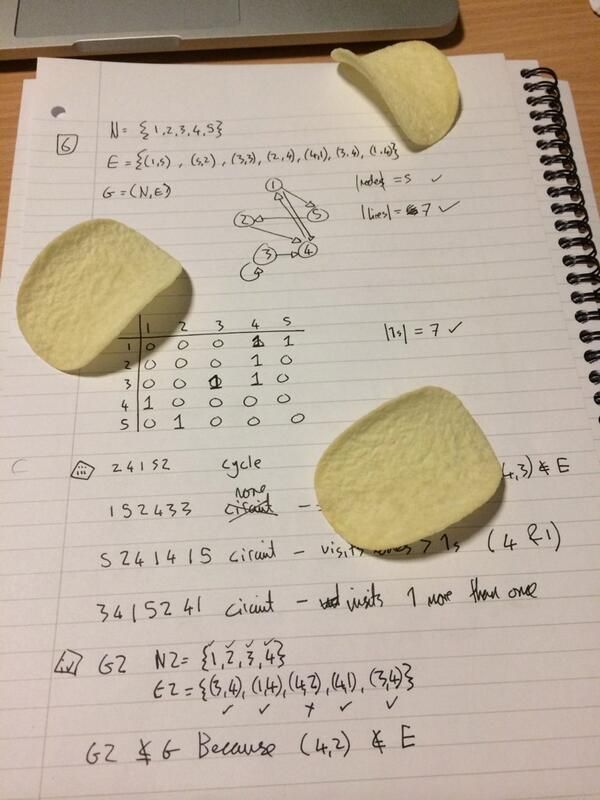 6
N = {1,2,3,4,5}
E = {(1,5), (5,2), (3,3), (2,4), (4,1), (3,4), (1,4)}
G = (N,E)
|nodes| = 5 ✓
|lines| = 7 ✓
1
2
5
3
4
1 2 3 4 5
1 0 0 0 1 1
2 0 0 0 1 0
3 0 0 1 1 0
4 1 0 0 0 0
5 0 1 0 0 0
|1s| = 7 ✓
iii 24152 cycle
none
152433 circuit – 4,3) ∉ E
5241415 circuit – visits nodes > 1s (4 & 1)
3415241 circuit – visits 1 more than once
iv G2 N2 = {1,2,3,4}
✓ ✓ ✓ ✓
E2 = {(3,4), (1,4), (4,2), (4,1), (3,4)}
✓ ✓ ✗ ✓ ✓
G2 ⊄ G Because (4,2) ∉ E